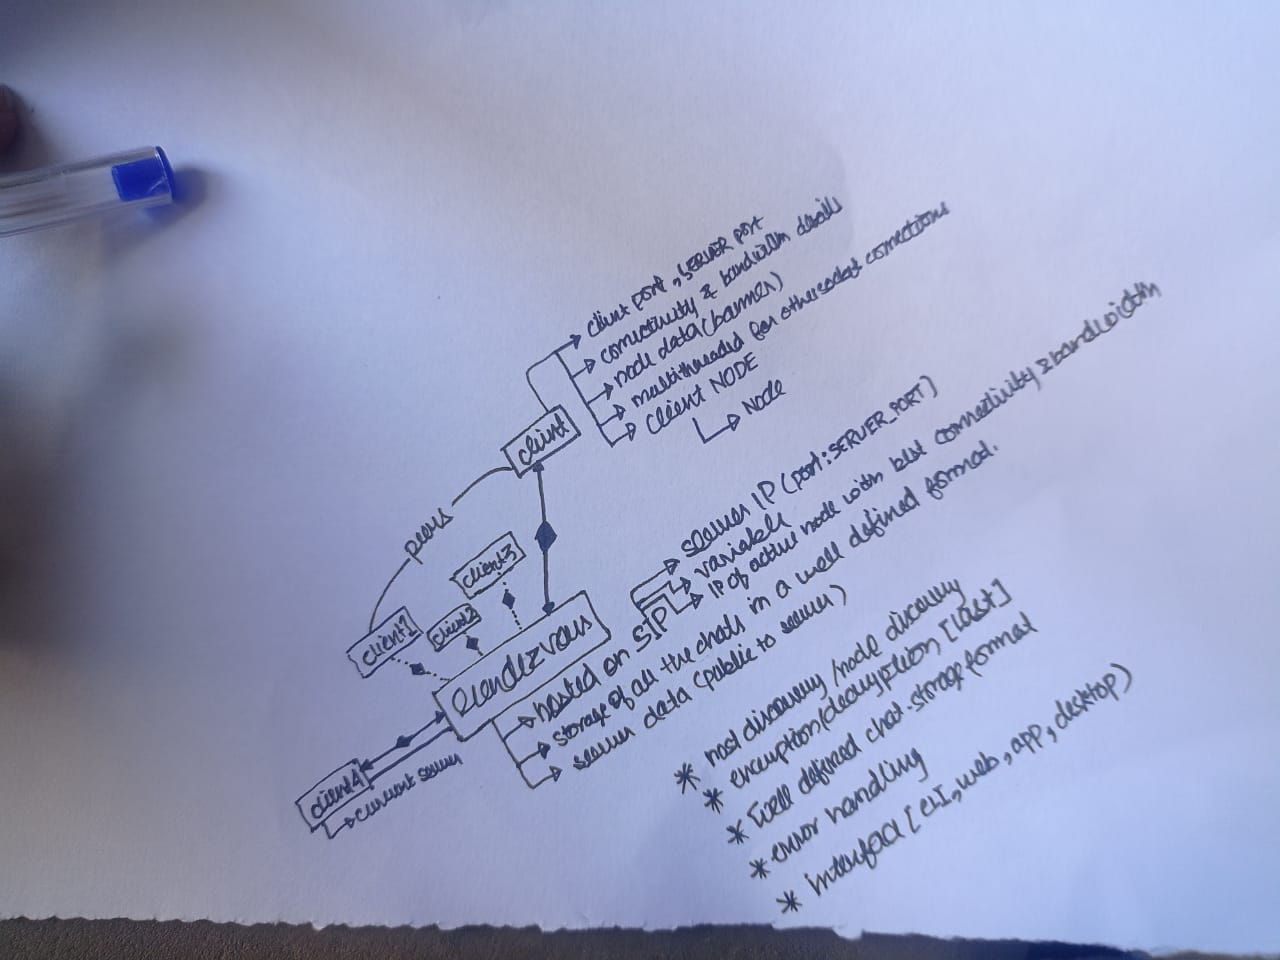 client port, SERVER port
connectivity & bandwidth details
node data (banner)
multithreaded for other socket connections
Client NODE
Node
client
peers
client3
client2
client1
Rendezvous
server IP (port: SERVER_PORT)
variable
IP of active node with best connectivity & bandwidth
hosted on SIP
storage of all the chats in a well defined format.
server data (public to server)
client4
current server
* host discovery/node discovery
* encryption/decryption [last]
* well defined chat-storage format
* error handling
* interface [CLI, web, app, desktop)